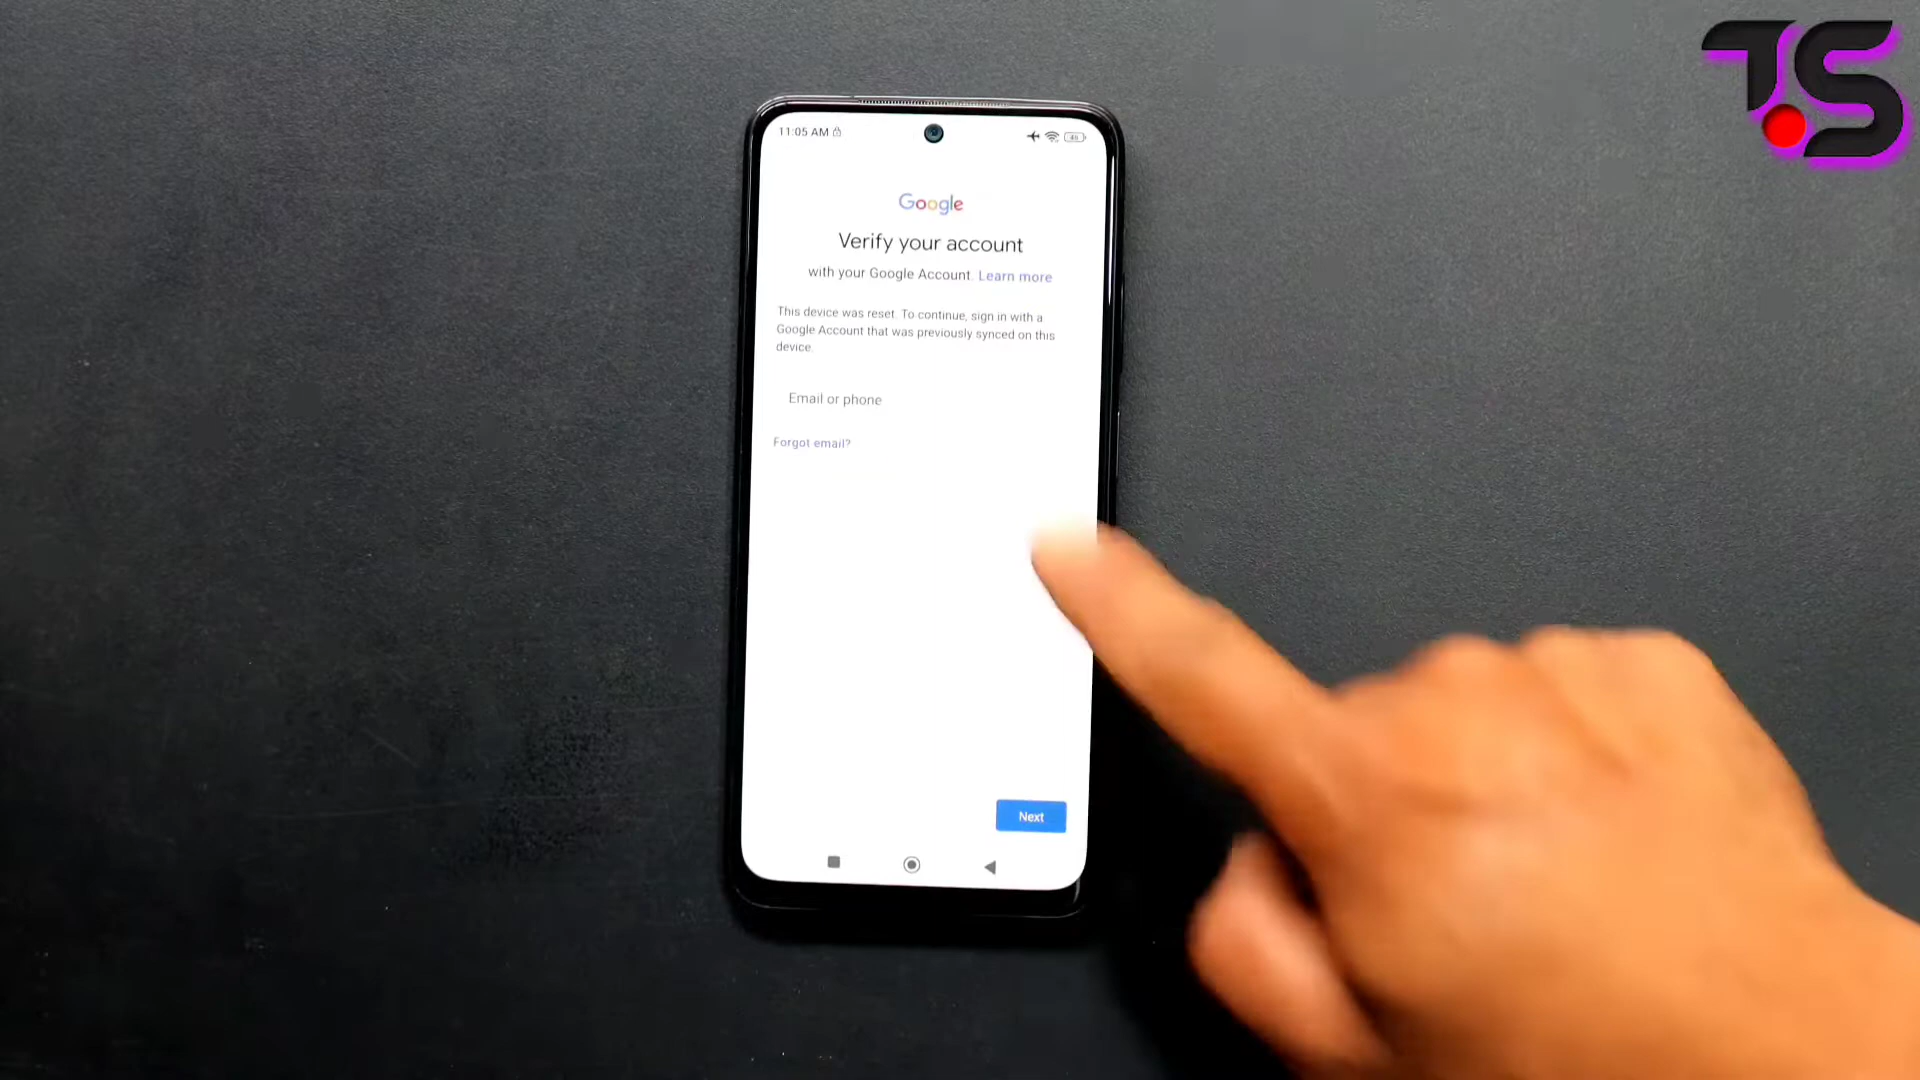 T.S
11:05 AM
Google
Verify your account
with your Google Account. Learn more
This device was reset. To continue, sign in with a
Google Account that was previously synced on this
device.
Email or phone
Forgot email?
Next